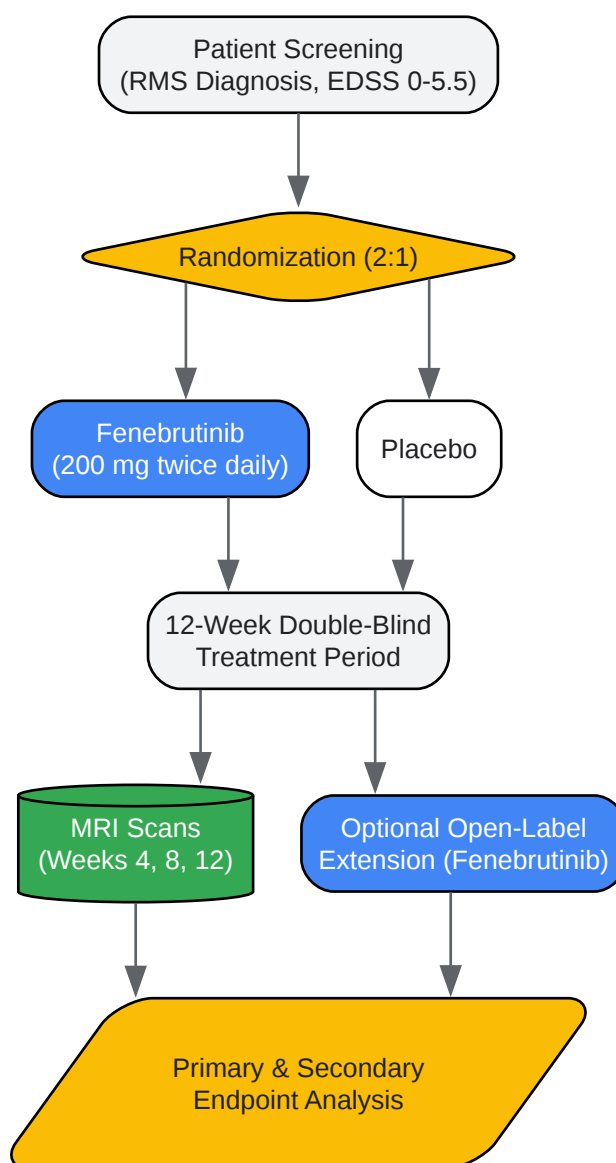 Patient Screening
(RMS Diagnosis, EDSS 0-5.5)
Randomization (2:1)
Fenebrutinib
(200 mg twice daily)
Placebo
12-Week Double-Blind
Treatment Period
MRI Scans
(Weeks 4, 8, 12)
Optional Open-Label
Extension (Fenebrutinib)
Primary & Secondary
Endpoint Analysis